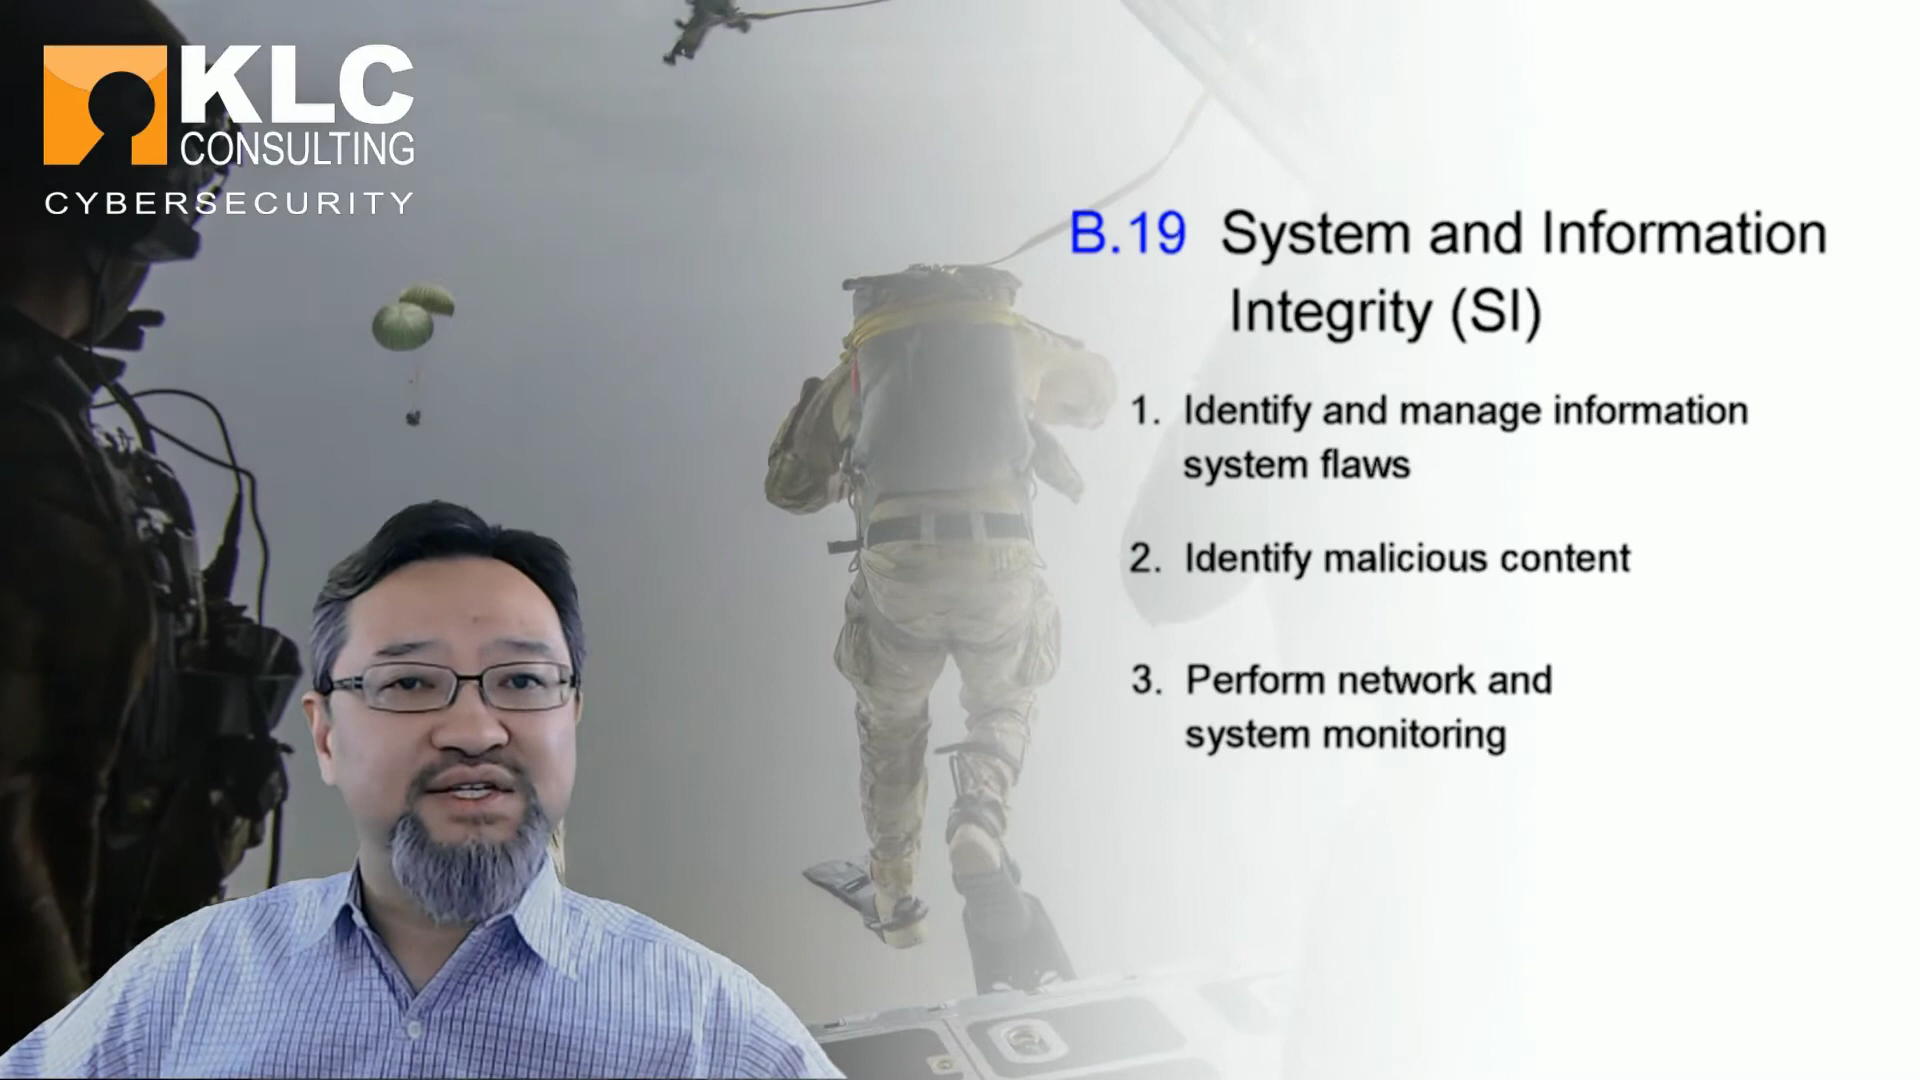 KLC
CONSULTING
CYBERSECURITY
B.19 System and Information
Integrity (SI)
1. Identify and manage information
system flaws
2. Identify malicious content
3. Perform network and
system monitoring